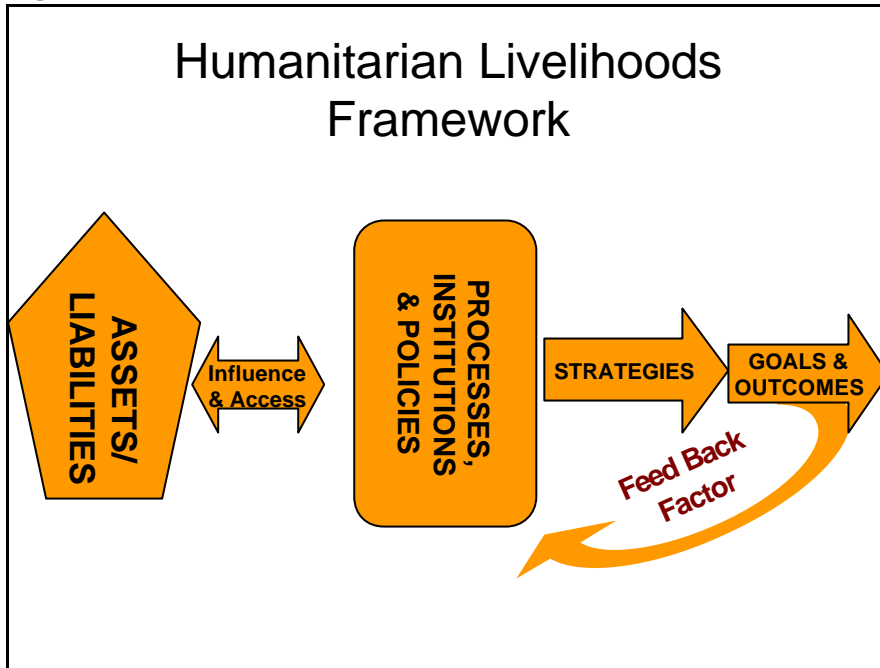 Humanitarian Livelihoods
Framework
ASSETS/
LIABILITIES
Influence
& Access
PROCESSES,
INSTITUTIONS
& POLICIES
STRATEGIES
GOALS &
OUTCOMES
Feed Back
Factor